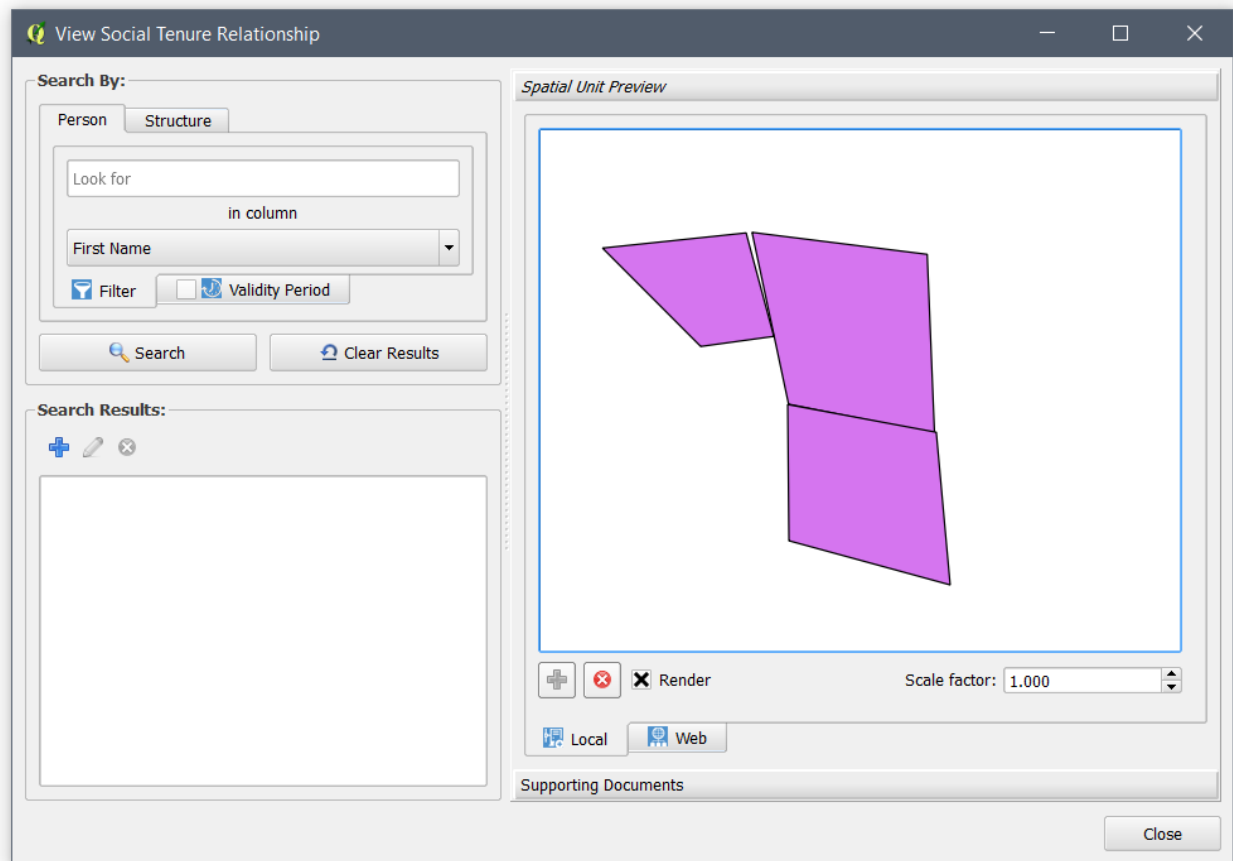 View Social Tenure Relationship
Search By:
Person
Structure
Look for
in column
First Name
Filter
Validity Period
Search
Clear Results
Search Results:
Spatial Unit Preview
Render
Scale factor: 1.000
Local
Web
Supporting Documents
Close